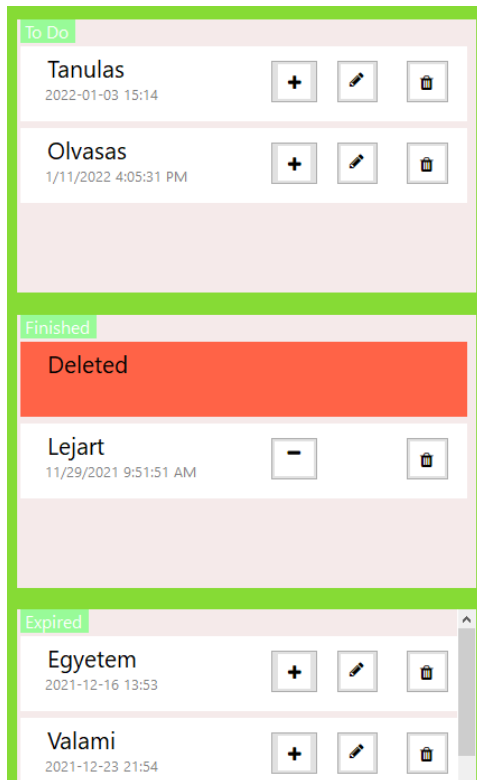 To Do
Tanulas
2022-01-03 15:14
Olvasas
1/11/2022 4:05:31 PM
Finished
Deleted
Lejart
11/29/2021 9:51:51 AM
Expired
Egyetem
2021-12-16 13:53
Valami
2021-12-23 21:54